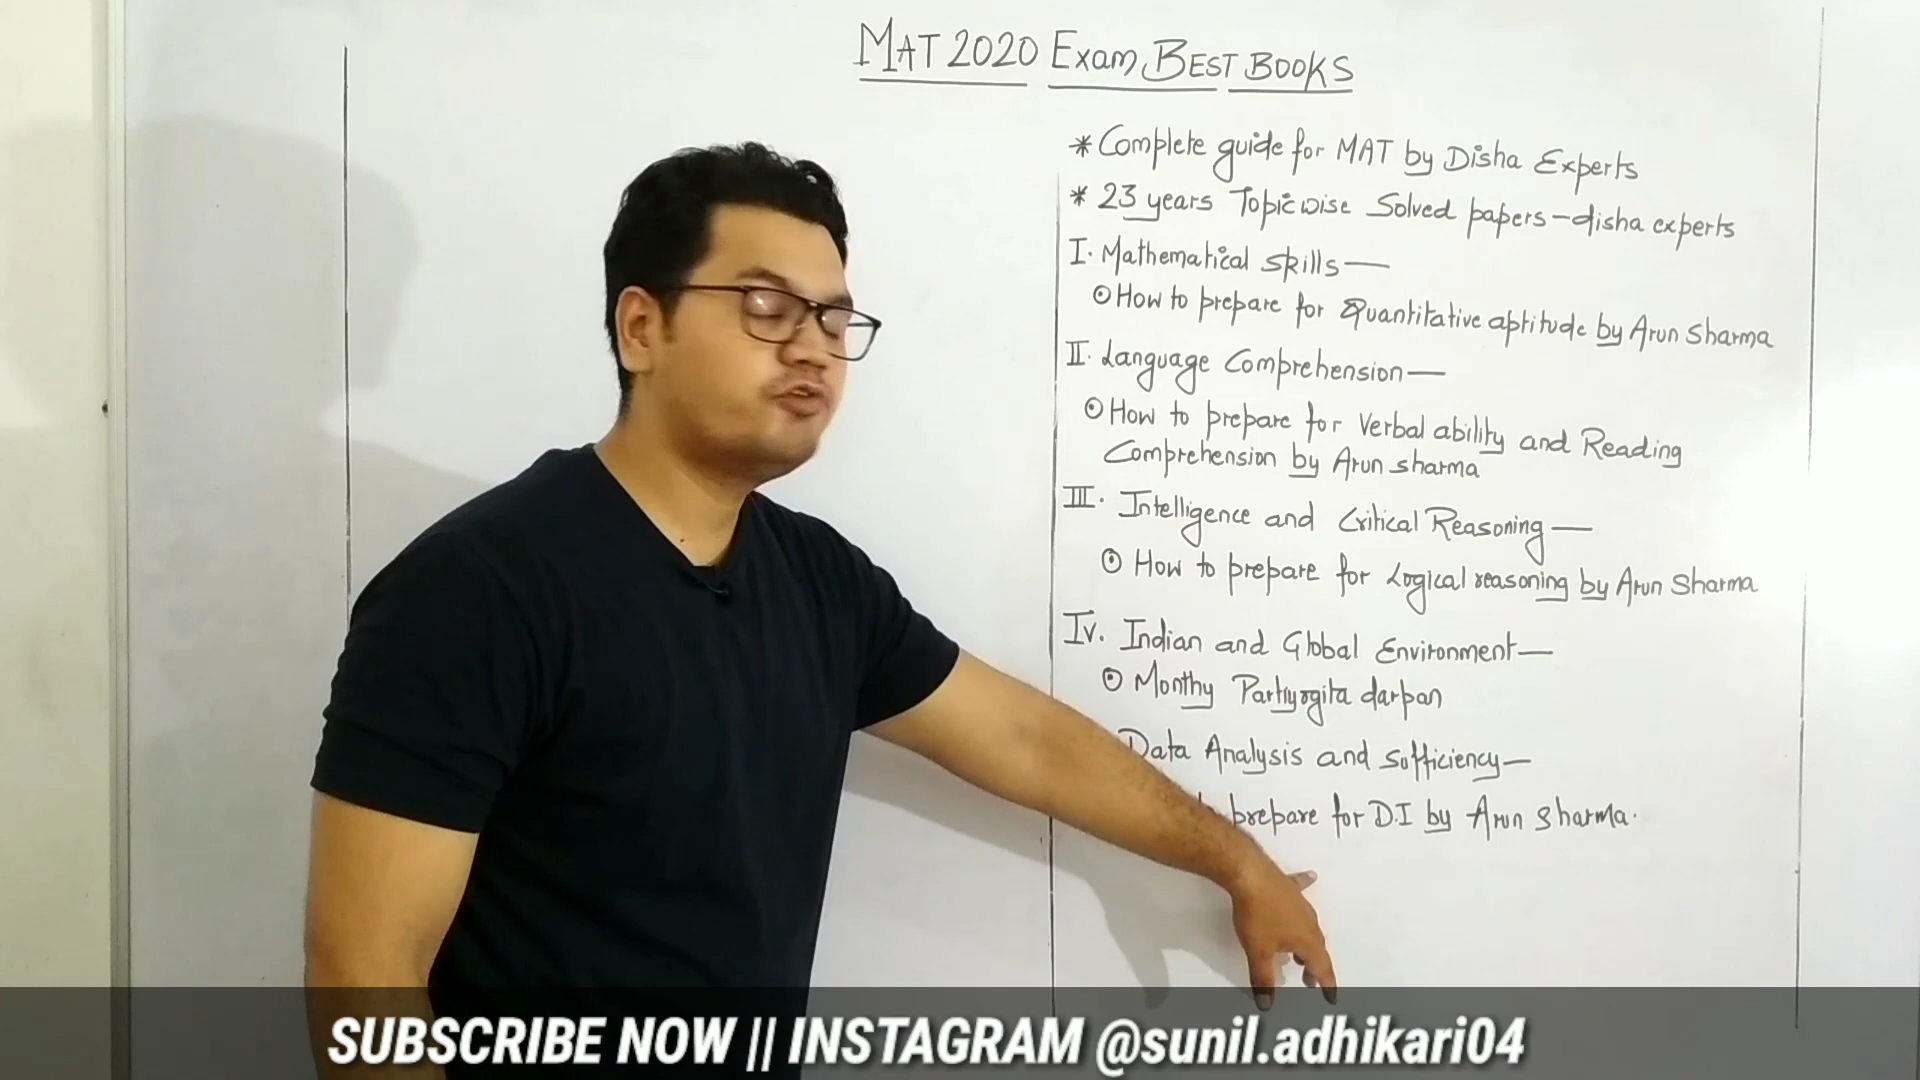 MAT 2020 Exam BEST BOOKS
* Complete guide for MAT by Disha Experts
* 23 years Topicwise Solved papers - disha experts
I. Mathematical skills —
⊙ How to prepare for Quantitative aptitude by Arun Sharma
II. Language Comprehension —
⊙ How to prepare for Verbal ability and Reading
Comprehension by Arun sharma
III. Intelligence and Critical Reasoning —
⊙ How to prepare for Logical reasoning by Arun Sharma
IV. Indian and Global Environment —
⊙ Monthy Partiyogita darpan
Data Analysis and sufficiency —
prepare for D.I by Arun Sharma.
SUBSCRIBE NOW || INSTAGRAM @sunil.adhikari04